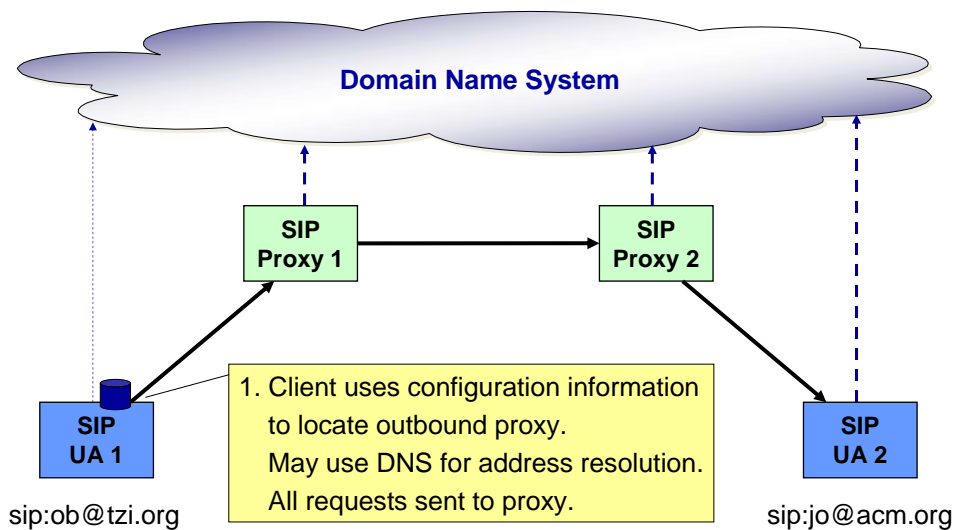 Domain Name System
SIP
Proxy 1
SIP
Proxy 2
1. Client uses configuration information
to locate outbound proxy.
May use DNS for address resolution.
All requests sent to proxy.
SIP
UA 1
SIP
UA 2
sip:ob@tzi.org
sip:jo@acm.org